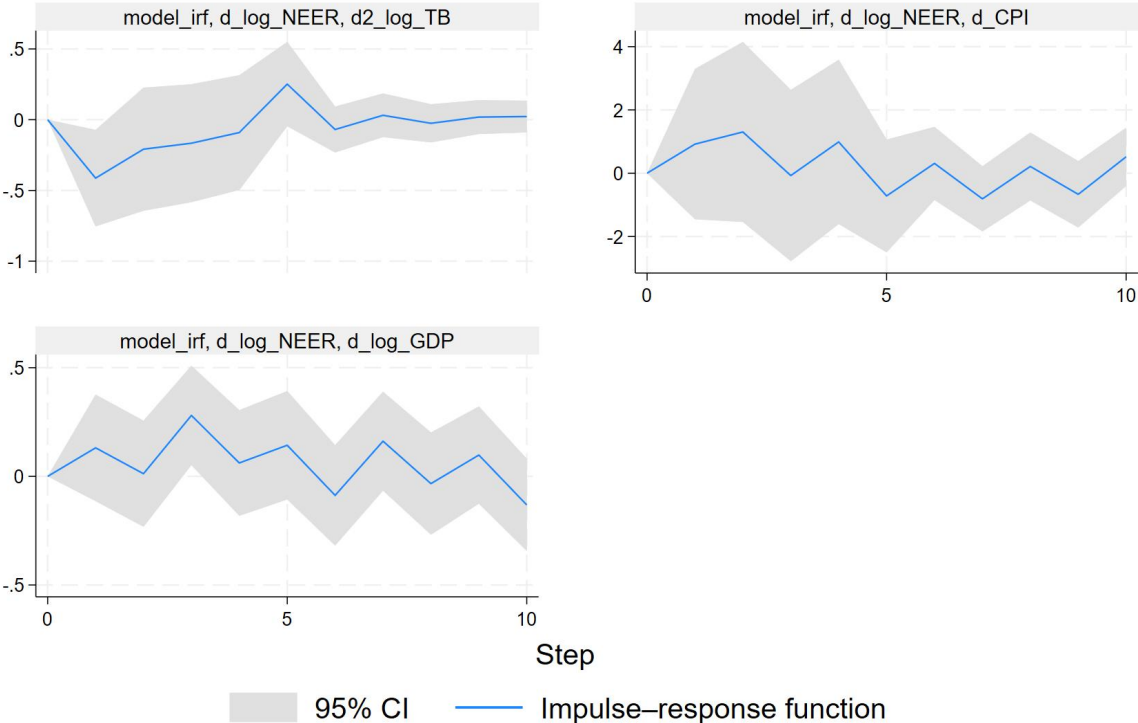 model_irf, d_log_NEER, d2_log_TB
.5
0
-.5
-1
model_irf, d_log_NEER, d_CPI
4
2
0
-2
0 5 10
model_irf, d_log_NEER, d_log_GDP
.5
0
-.5
0 5 10
Step
95% CI Impulse–response function